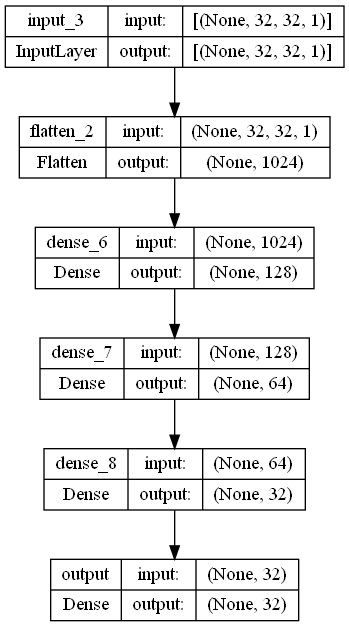 input_3 input: [(None, 32, 32, 1)]
InputLayer output: [(None, 32, 32, 1)]
flatten_2 input: (None, 32, 32, 1)
Flatten output: (None, 1024)
dense_6 input: (None, 1024)
Dense output: (None, 128)
dense_7 input: (None, 128)
Dense output: (None, 64)
dense_8 input: (None, 64)
Dense output: (None, 32)
output input: (None, 32)
Dense output: (None, 32)